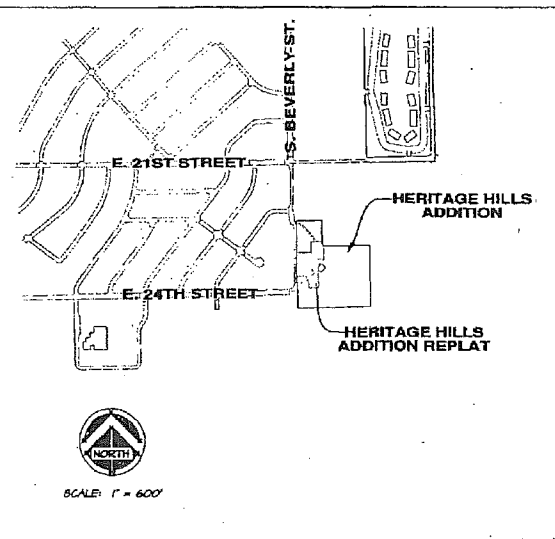 S. BEVERLY ST.
E. 21ST STREET
HERITAGE HILLS
ADDITION
E. 24TH STREET
HERITAGE HILLS
ADDITION REPLAT
NORTH
SCALE: 1" = 600'